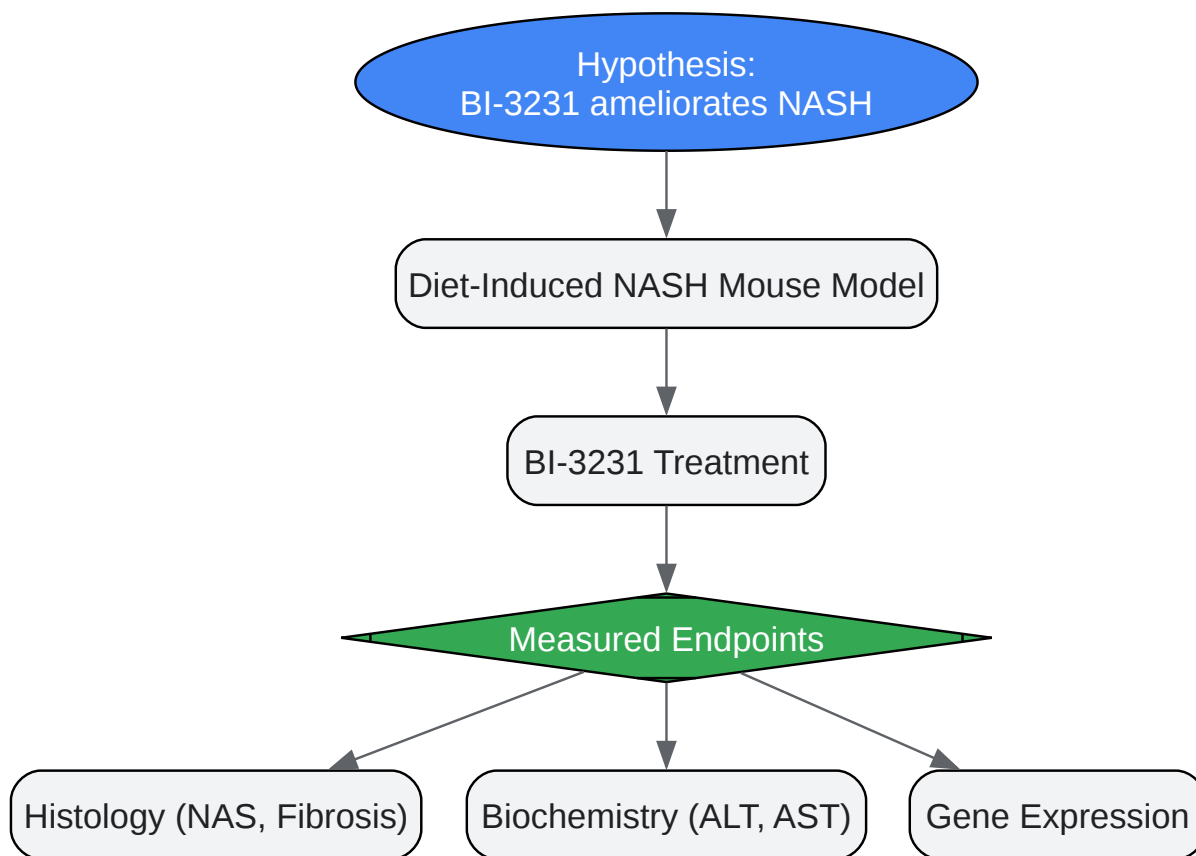 Hypothesis:
BI-3231 ameliorates NASH
Diet-Induced NASH Mouse Model
BI-3231 Treatment
Measured Endpoints
Histology (NAS, Fibrosis)
Biochemistry (ALT, AST)
Gene Expression